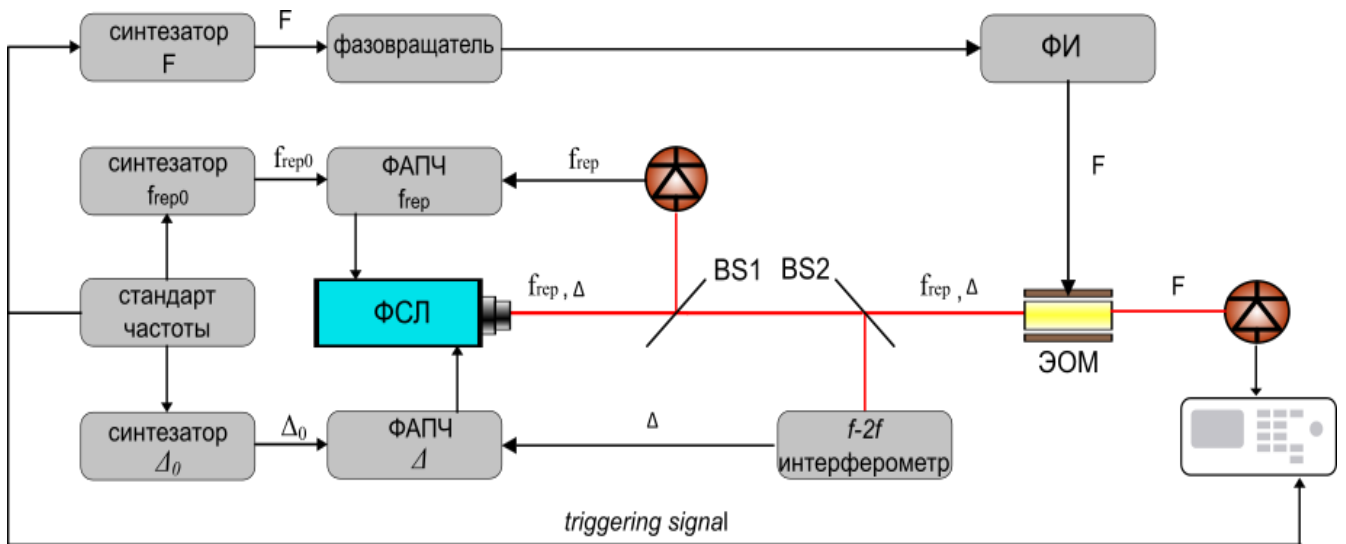 синтезатор
F
F
фазовращатель
ФИ
синтезатор
frep0
frep0
ФАПЧ
frep
frep
F
BS1
BS2
стандарт
частоты
ФСЛ
frep , Δ
frep , Δ
F
ЭОМ
синтезатор
Δ0
Δ0
ФАПЧ
Δ
Δ
f-2f
интерферометр
triggering signal